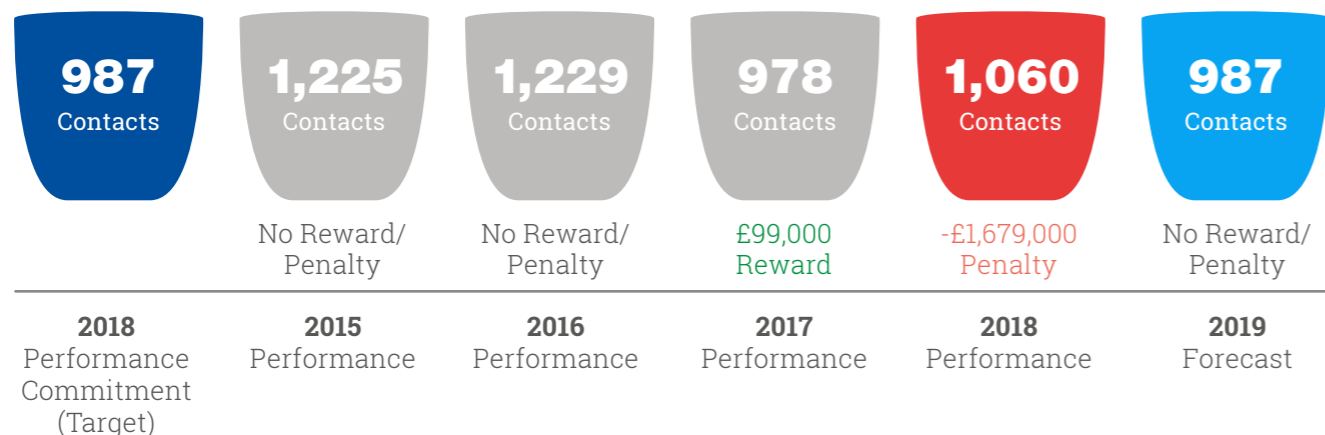 987
Contacts
1,225
Contacts
1,229
Contacts
978
Contacts
1,060
Contacts
987
Contacts
No Reward/
Penalty
No Reward/
Penalty
£99,000
Reward
-£1,679,000
Penalty
No Reward/
Penalty
2018
Performance
Commitment
(Target)
2015
Performance
2016
Performance
2017
Performance
2018
Performance
2019
Forecast